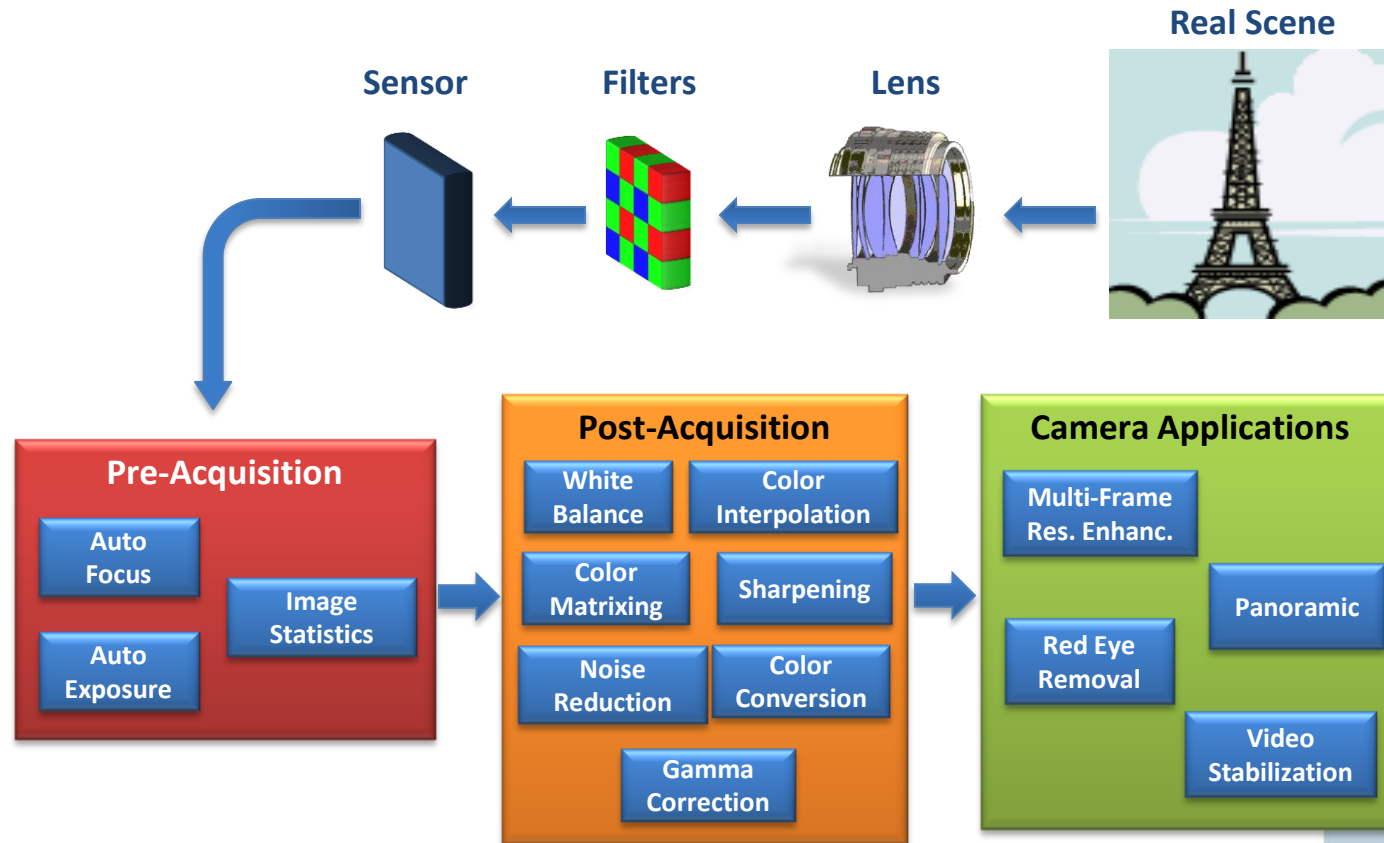 Real Scene
Sensor
Filters
Lens
Pre-Acquisition
Auto
Focus
Image
Statistics
Auto
Exposure
Post-Acquisition
White
Balance
Color
Interpolation
Color
Matrixing
Sharpening
Noise
Reduction
Color
Conversion
Gamma
Correction
Camera Applications
Multi-Frame
Res. Enhanc.
Panoramic
Red Eye
Removal
Video
Stabilization